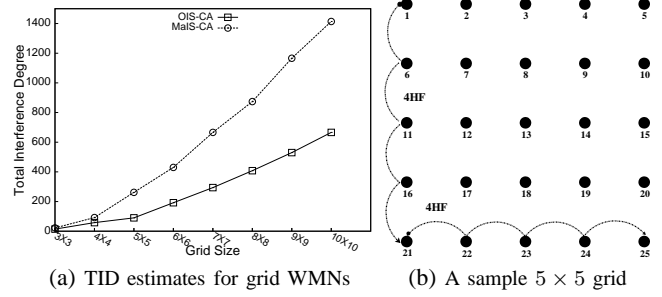 OIS-CA
MaIS-CA
1400
1200
1000
800
600
400
200
0
Total Interference Degree
3X3 4X4 5X5 6X6 7X7 8X8 9X9 10X10
Grid Size
(a) TID estimates for grid WMNs
1 2 3 4 5
6 7 8 9 10
4HF
11 12 13 14 15
16 17 18 19 20
4HF
21 22 23 24 25
(b) A sample 5 × 5 grid